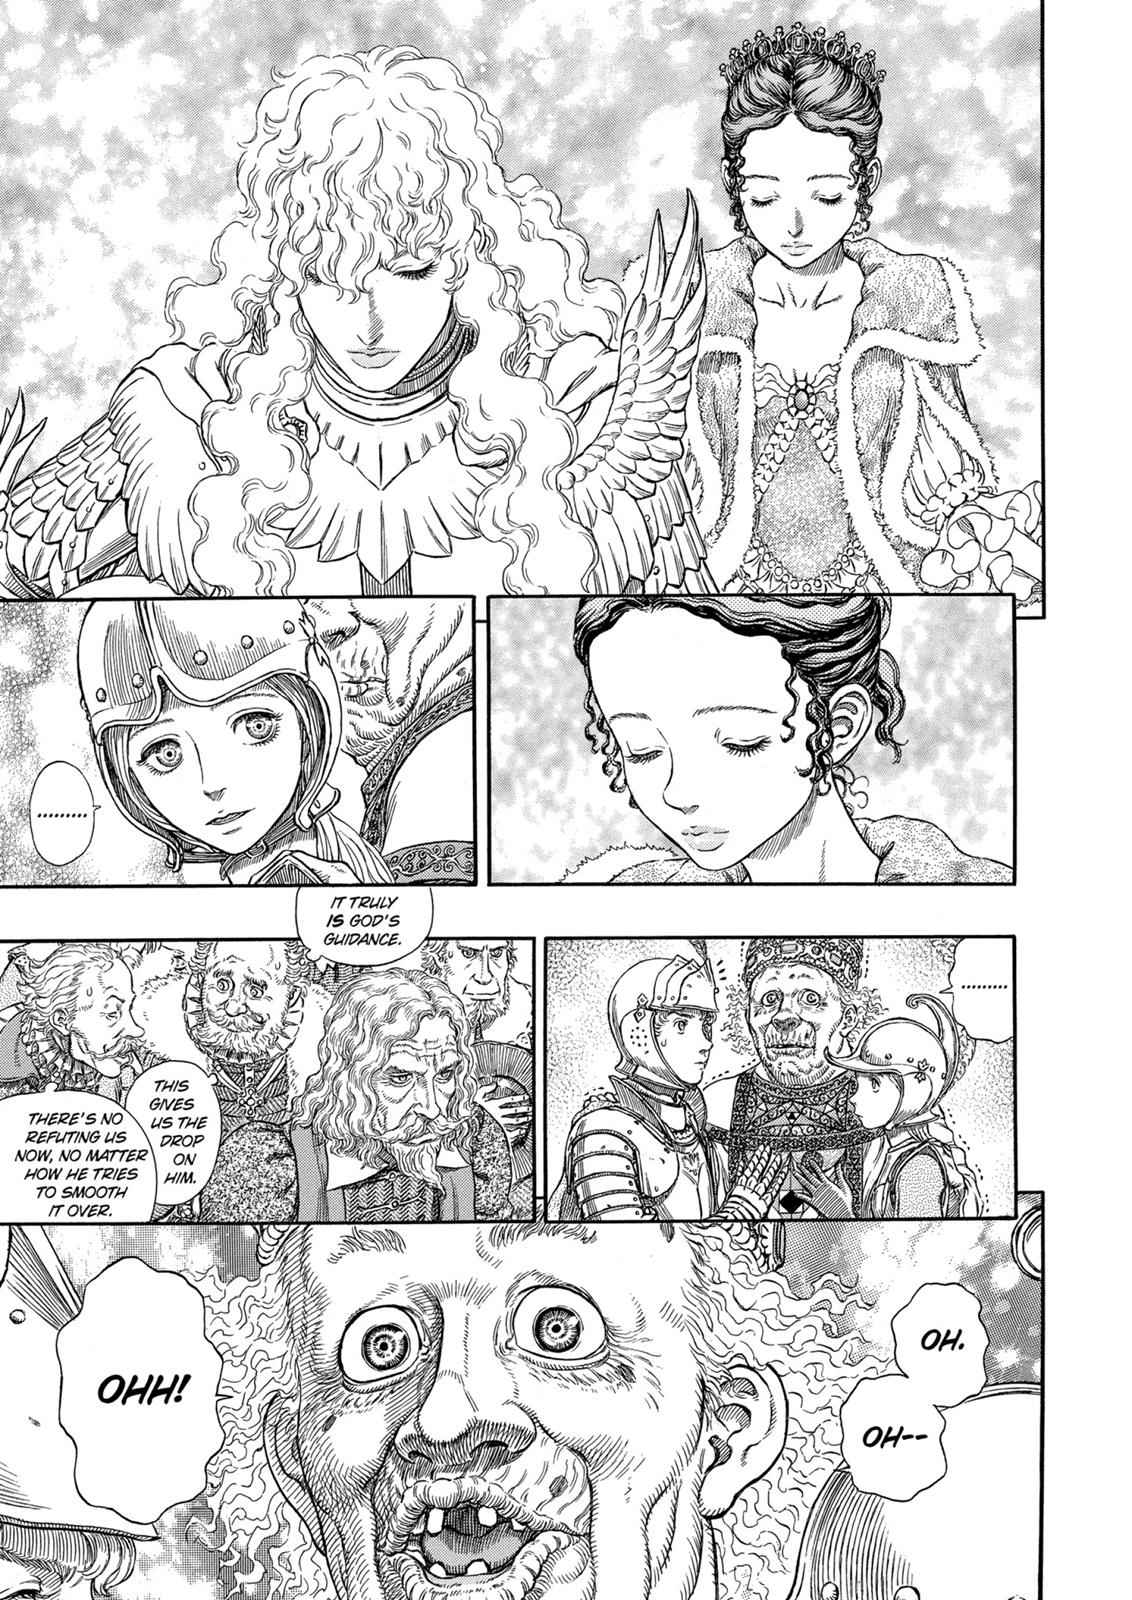 .........
.........
IT TRULY
IS GOD'S
GUIDANCE.
THIS
GIVES
US THE
DROP
ON
HIM.
THERE'S NO
REFUTING US
NOW, NO MATTER
HOW HE TRIES
TO SMOOTH
IT OVER.
OH.
OH--
OHH!